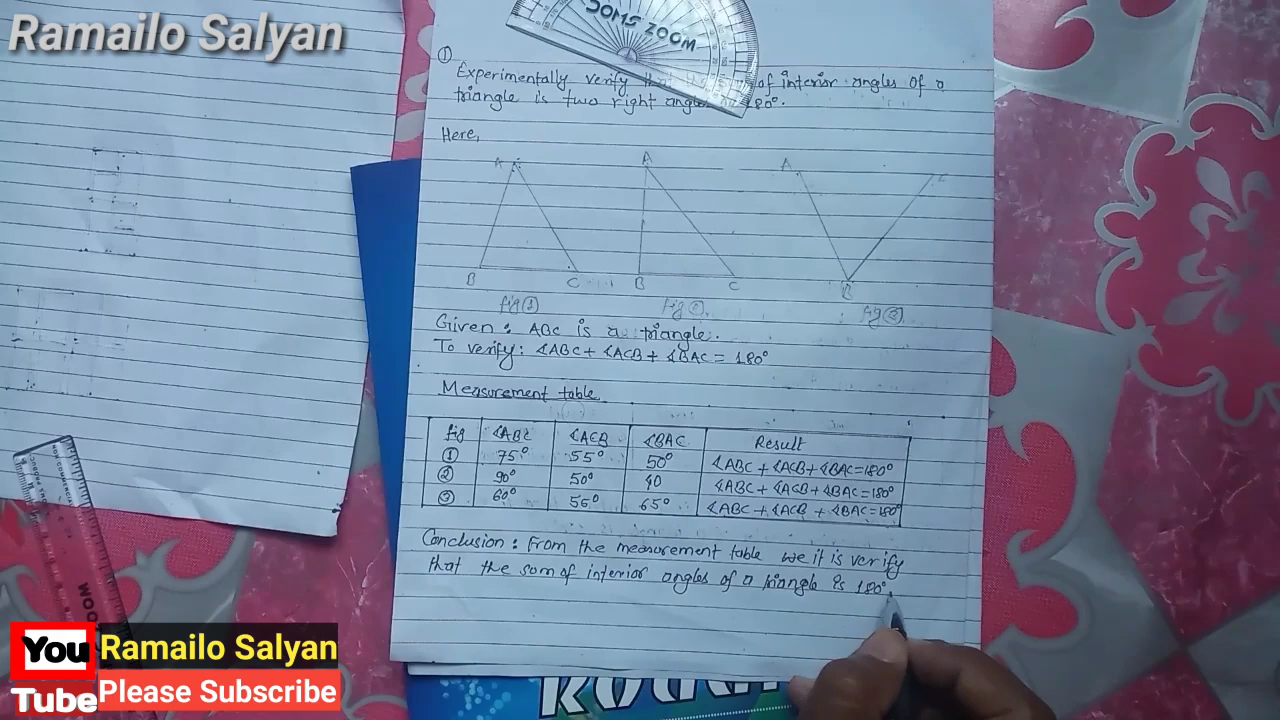 Ramailo Salyan
DOMS ZOOM
①
Experimentally verify that the sum of interior angles of a
triangle is two right angles 180°.
Here,
A A A
B C B C B
fig ① fig ② fig ③
Given: ABC is a triangle.
To verify: ∡ABC + ∡ACB + ∡BAC = 180°
Measurement table
fig ∡ABC ∡ACB ∡BAC Result
① 75° 55° 50° ∡ABC + ∡ACB + ∡BAC = 180°
② 90° 50° 40 ∡ABC + ∡ACB + ∡BAC = 180°
③ 60° 55° 65° ∡ABC + ∡ACB + ∡BAC = 180°
Conclusion: From the measurement table we it is verify
that the sum of interior angles of a triangle is 180°.
You Ramailo Salyan
Tube Please Subscribe